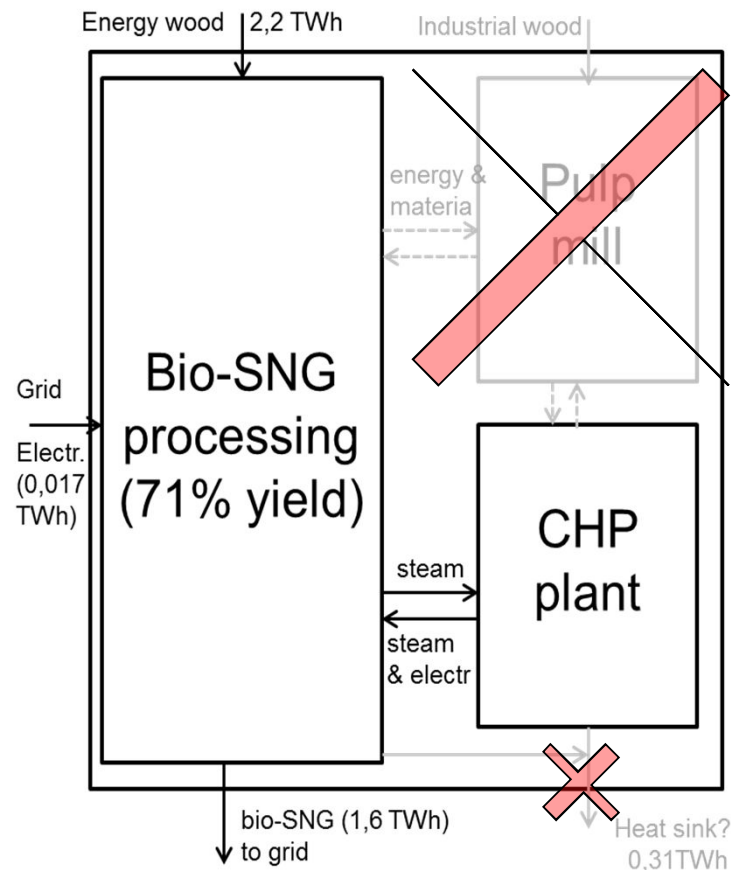 Energy wood 2,2 TWh
Industrial wood
energy &
materia
Pulp
mill
Grid
Electr.
(0,017
TWh)
Bio-SNG
processing
(71% yield)
CHP
plant
steam
steam
& electr
bio-SNG (1,6 TWh)
to grid
Heat sink?
0,31TWh